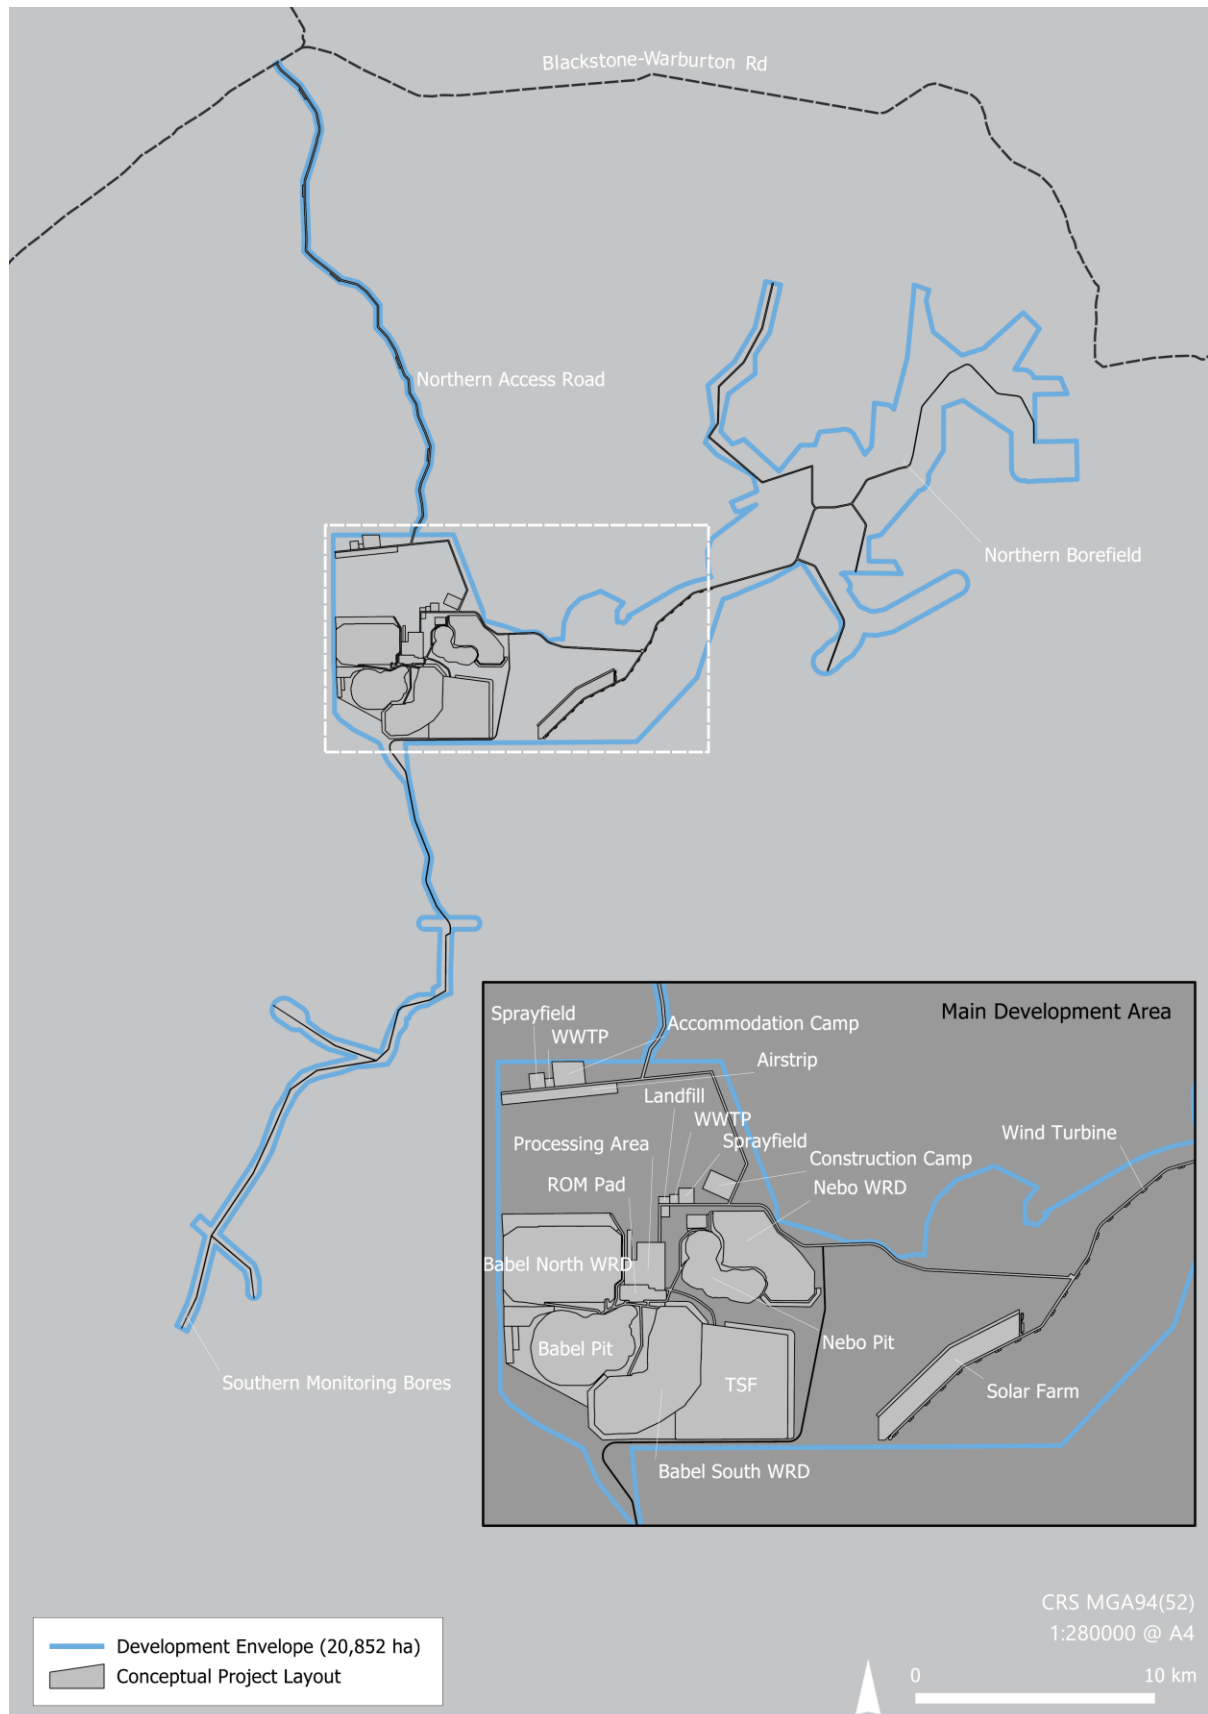 Blackstone-Warburton Rd
Northern Access Road
Northern Borefield
Main Development Area
Sprayfield
WWTP
Accommodation Camp
Airstrip
Landfill
WWTP
Processing Area
Sprayfield
Wind Turbine
Construction Camp
ROM Pad
Nebo WRD
Babel North WRD
Babel Pit
Nebo Pit
TSF
Solar Farm
Southern Monitoring Bores
Babel South WRD
CRS MGA94(52)
1:280000 @ A4
Development Envelope (20,852 ha)
Conceptual Project Layout
0
10 km